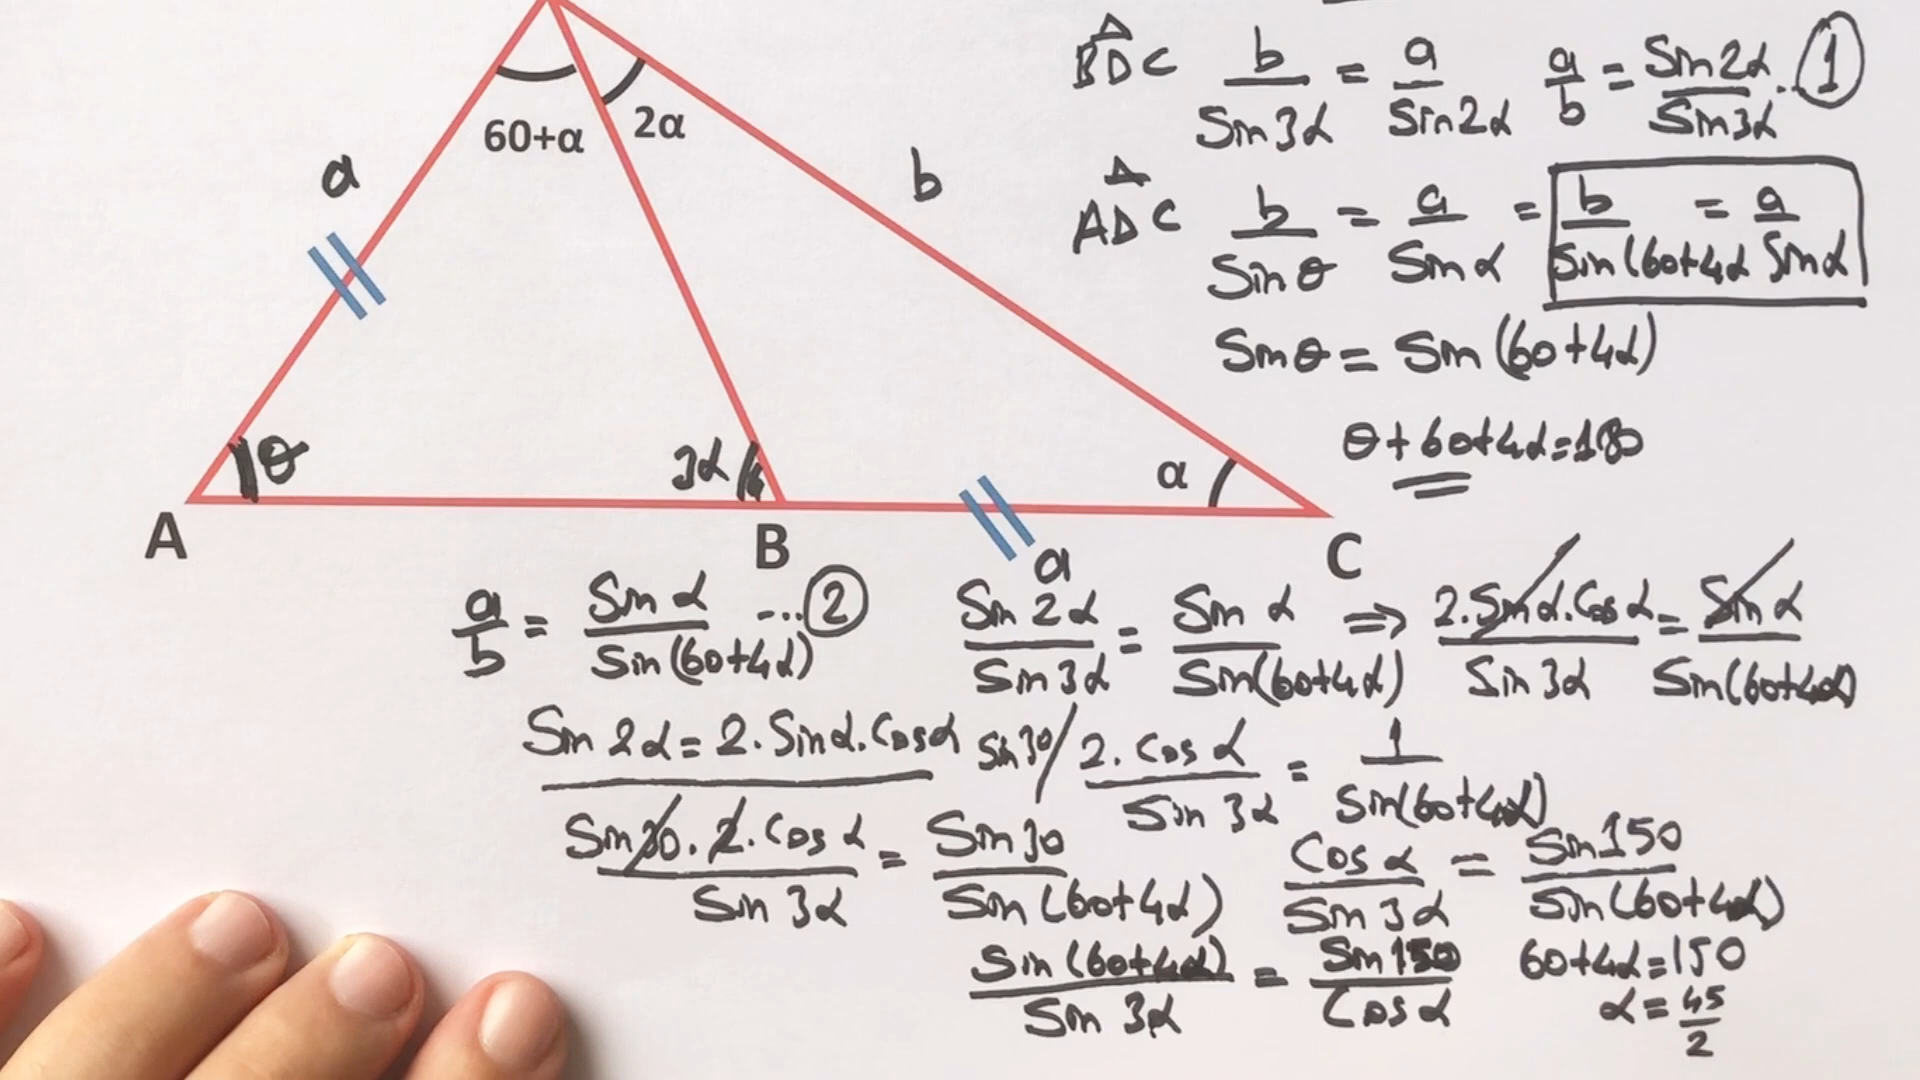 BDC b/Sin3α = a/Sin2α a/b = Sin2α/Sin3α ..①
60+α 2α
a b
ADC b/Sinθ = a/Sinα = b/Sin(60+4α = a/Sinα
Sinθ = Sin(60+4α)
θ+60+4α=180
θ 3α α
A B C
a
a/b = Sinα/Sin(60+4α) ...② Sin2α/Sin3α = Sinα/Sin(60+4α) ⇒ 2.Sinα.Cosα/Sin3α = Sinα/Sin(60+4α)
Sin2α=2.Sinα.Cosα Sin30/ 2.Cosα/Sin3α = 1/Sin(60+4α)
Sin30.2.Cosα/Sin3α = Sin30/Sin(60+4α) Cosα/Sin3α = Sin150/Sin(60+4α)
Sin(60+4α)/Sin3α = Sin150/Cosα 60+4α=150
α=45/2